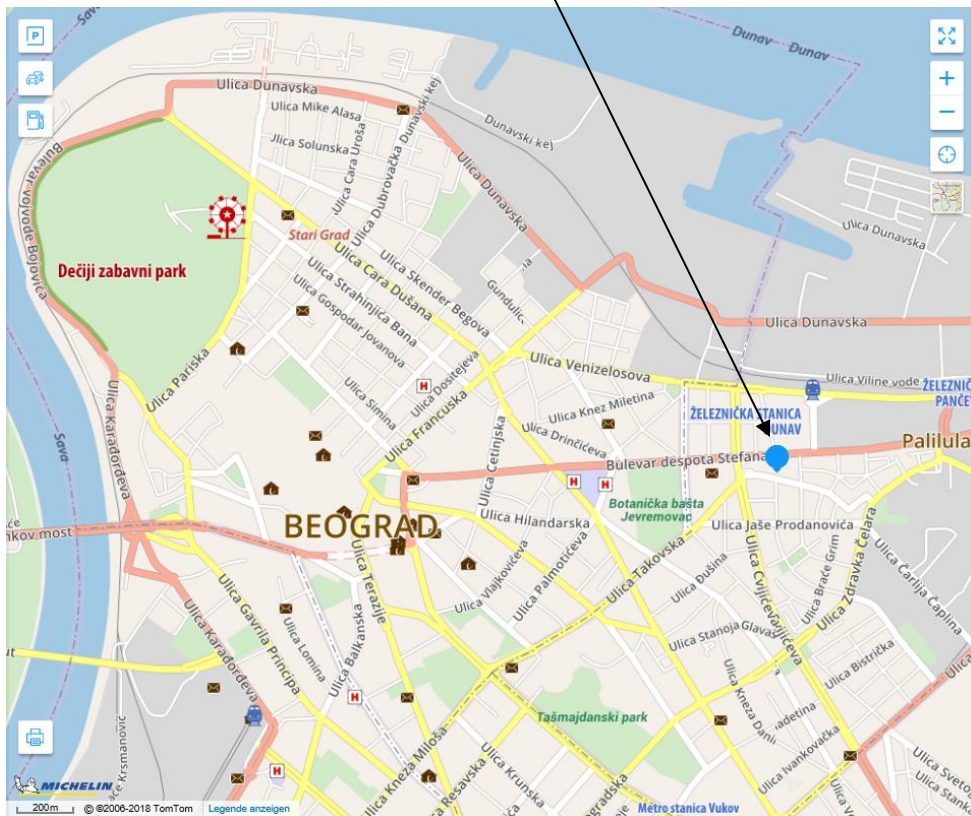 Sava
Dunav
Dunav
P
Ulica Dunavska
Ulica Mike Alasa
Ulica Solunska
Ulica Cara Uroša
Ulica Dubrovačka
Dunavski kej
Dunavski kej
Bulevar vojvode Bojovića
Ulica Dunavska
Ulica Dunavska
Stari Grad
Dečiji zabavni park
Ulica Cara Dušana
Ulica Skender Begova
Ulica Strahinjića Bana
Ulica Gospodar Jovanova
Ulica Dunavska
Ulica Pariska
Ulica Simina
Ulica Dositejeva
H
Ulica Francuska
Ulica Venizelosova
Ulica Viline vode
ŽELEZNIČKA STANICA
DUNAV
Ulica Knez Miletina
Ulica Drinčićeva
Ulica Cetinjska
Ulica Karađorđeva
Sava
Bulevar despota Stefana
Palilula
H
H
Botanička bašta
Jevremovac
BEOGRAD
Ulica Hilandarska
Ulica Jaše Prodanovića
Ulica Vlajkovićeva
Ulica Palmotićeva
Ulica Takovska
Ulica Dušina
Ulica Cvijićeva
Ulica Braće Grim
Ulica Zdravka Čelara
Ulica Čarlija Čaplina
Ulica Terazije
Ulica Balkanska
Ulica Gavrila Principa
Ulica Lomina
Ulica Karađorđeva
Ulica Stanoja Glavaša
Ulica Bistrička
Ulica Kneza
H
Tašmajdanski park
Ulica Ivankovačka
Ulica Kneza Miloša
Ulica Resavska
Ulica Krunska
H
Metro stanica Vukov
MICHELIN
200m
© ©2006-2018 TomTom
Legende anzeigen